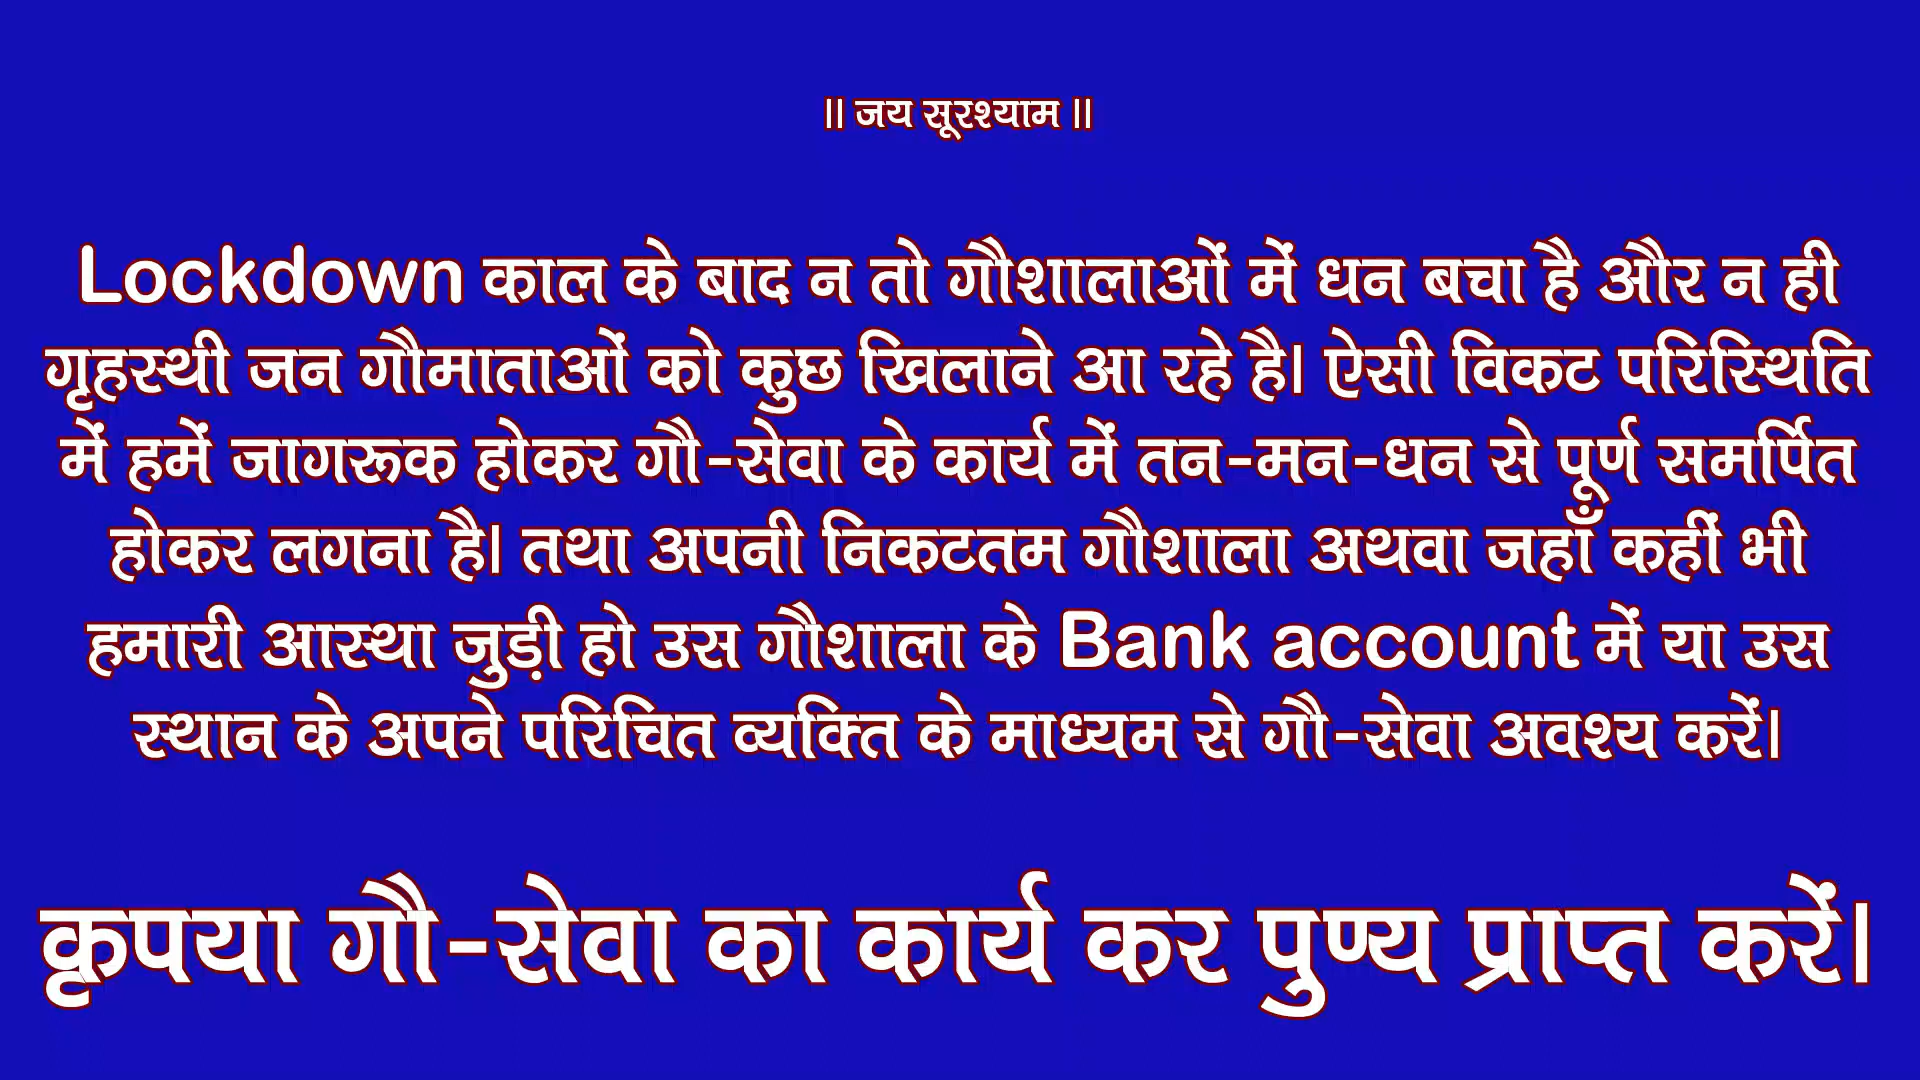 ॥ जय सूरश्याम ॥
Lockdown काल के बाद न तो गौशालाओं में धन बचा है और न ही
गृहस्थी जन गौमाताओं को कुछ खिलाने आ रहे है। ऐसी विकट परिस्थिति
में हमें जागरूक होकर गौ-सेवा के कार्य में तन-मन-धन से पूर्ण समर्पित
होकर लगना है। तथा अपनी निकटतम गौशाला अथवा जहाँ कहीं भी
हमारी आस्था जुड़ी हो उस गौशाला के Bank account में या उस
स्थान के अपने परिचित व्यक्ति के माध्यम से गौ-सेवा अवश्य करें।
कृपया गौ-सेवा का कार्य कर पुण्य प्राप्त करें।